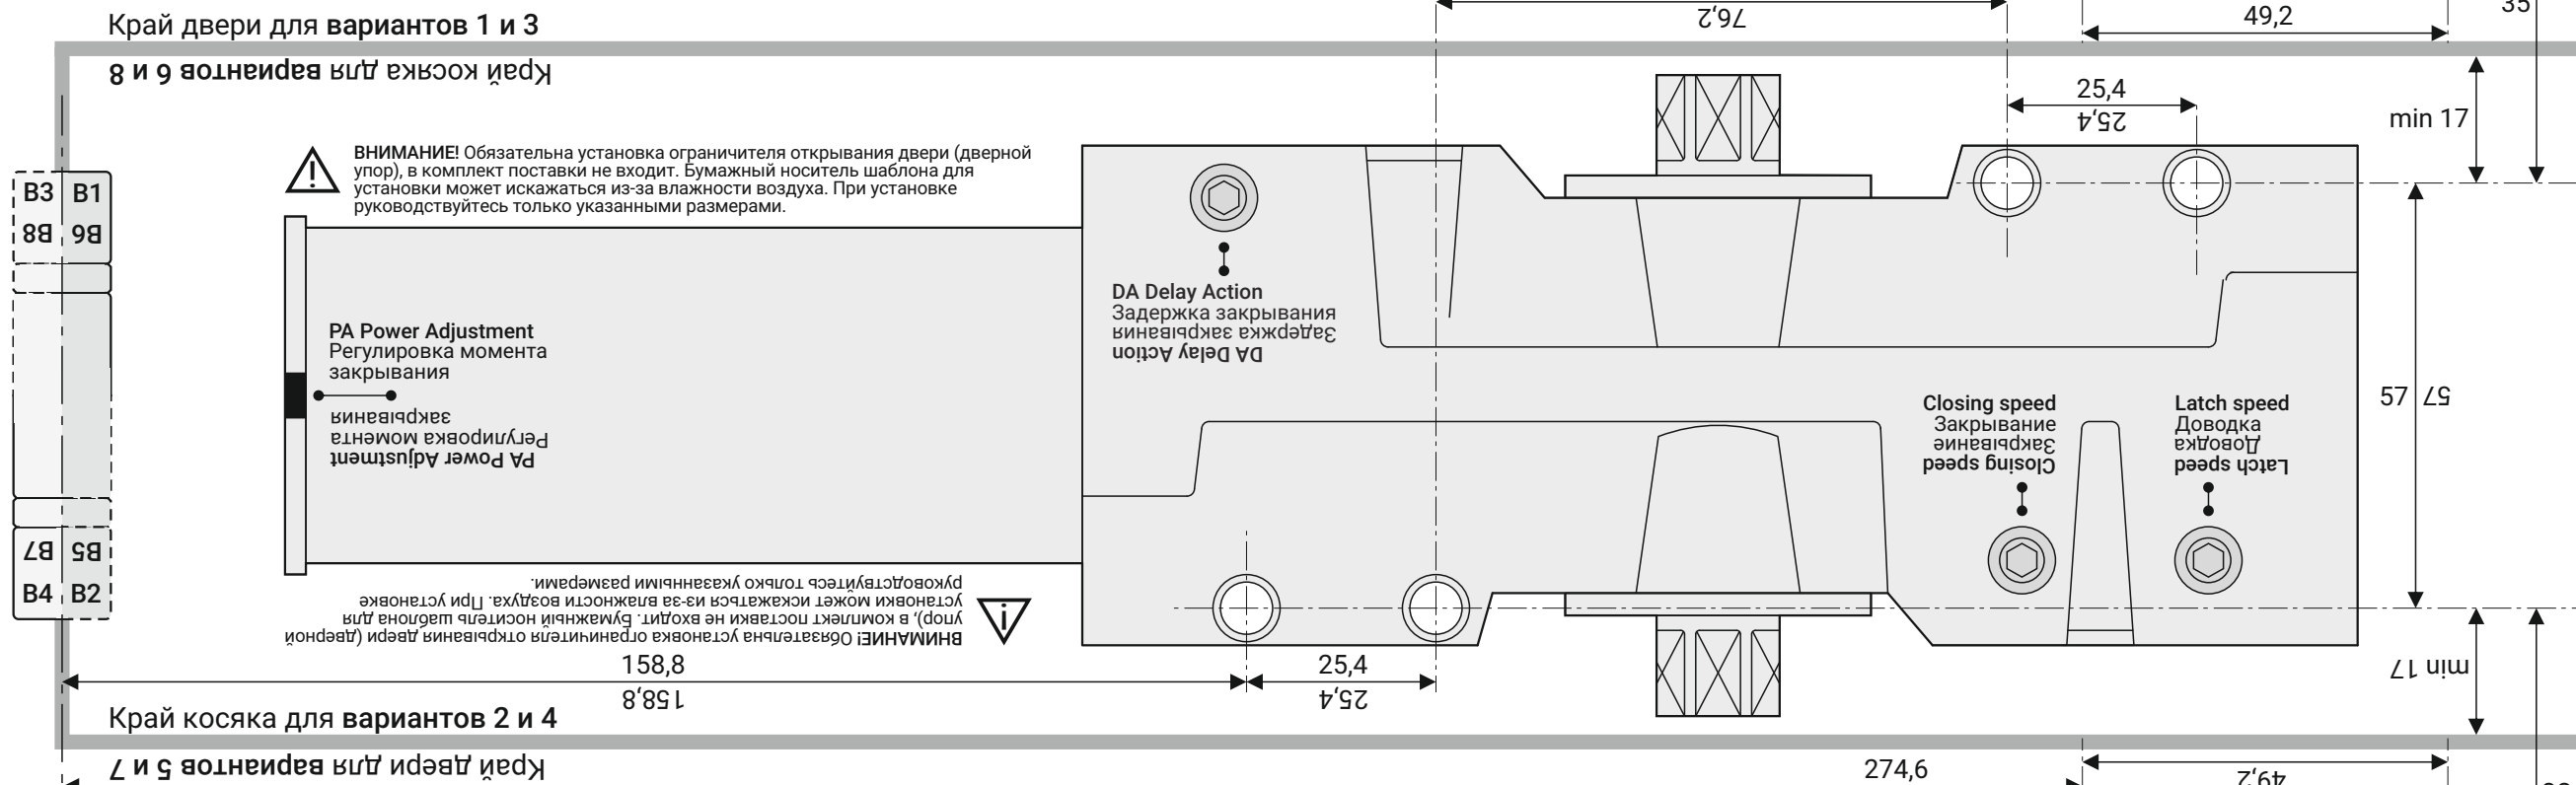 Край двери для вариантов 1 и 3
76,2
49,2
35
Край косяка для вариантов 6 и 8
25,4
25,4
min 17
ВНИМАНИЕ! Обязательна установка ограничителя открывания двери (дверной
упор), в комплект поставки не входит. Бумажный носитель шаблона для
установки может искажаться из-за влажности воздуха. При установке
руководствуйтесь только указанными размерами.
B3 B1
B8 B6
DA Delay Action
Задержка закрывания
Задержка закрывания
DA Delay Action
PA Power Adjustment
Регулировка момента
закрывания
закрывания
Регулировка момента
PA Power Adjustment
Closing speed
Закрывание
Закрывание
Closing speed
Latch speed
Доводка
Доводка
Latch speed
57 57
B7 B5
B4 B2
ВНИМАНИЕ! Обязательна установка ограничителя открывания двери (дверной
упор), в комплект поставки не входит. Бумажный носитель шаблона для
установки может искажаться из-за влажности воздуха. При установке
руководствуйтесь только указанными размерами.
158,8
158,8
25,4
25,4
min 17
Край косяка для вариантов 2 и 4
Край двери для вариантов 5 и 7
274,6
49,2